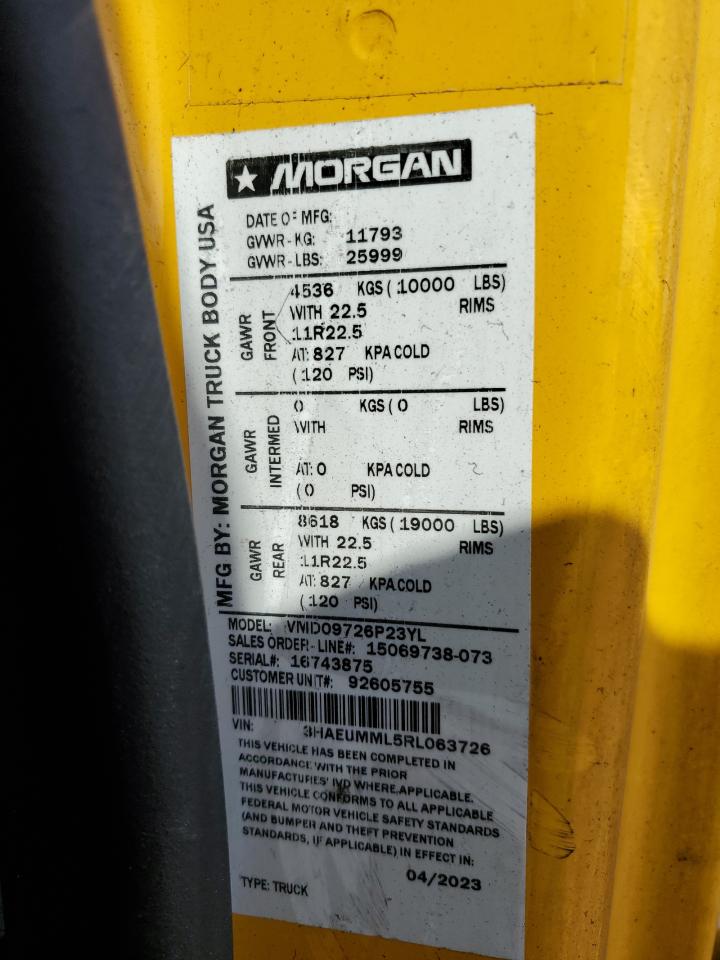 MORGAN
MFG BY: MORGAN TRUCK BODY USA
DATE OF MFG:
GVWR-KG: 11793
GVWR-LBS: 25999
GAWR FRONT
4536 KGS (10000 LBS)
WITH 22.5 RIMS
11R22.5
AT: 827 KPA COLD
(120 PSI)
GAWR INTERMED
0 KGS (0 LBS)
WITH RIMS
AT: 0 KPA COLD
(0 PSI)
GAWR REAR
8618 KGS (19000 LBS)
WITH 22.5 RIMS
11R22.5
AT: 827 KPA COLD
(120 PSI)
MODEL: VMID09726P23YL
SALES ORDER - LINE#: 15069738-073
SERIAL#: 16743875
CUSTOMER UNIT#: 92605755
VIN: 3HAEUMML5RL063726
THIS VEHICLE HAS BEEN COMPLETED IN
ACCORDANCE WITH THE PRIOR
MANUFACTURES' IVD WHERE APPLICABLE.
THIS VEHICLE CONFORMS TO ALL APPLICABLE
FEDERAL MOTOR VEHICLE SAFETY STANDARDS
(AND BUMPER AND THEFT PREVENTION
STANDARDS, IF APPLICABLE) IN EFFECT IN:
04/2023
TYPE: TRUCK